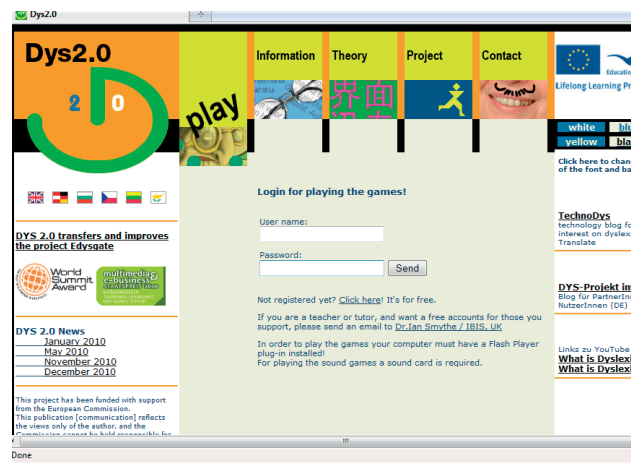 Dys2.0
Dys2.0
2 0
play
Information
Theory
Project
Contact
Lifelong Learning
white
yellow
Click here to
of the font and
Login for playing the games!
User name:
Password:
Send
Not registered yet? Click here! It's for free.
If you are a teacher or tutor, and want a free accounts for those you
support, please send an email to Dr.Ian Smythe / IBIS, UK
In order to play the games your computer must have a Flash Player
plug-in installed!
For playing the sound games a sound card is required.
DYS 2.0 transfers and improves
the project Edysgate
World
Summit
Award
multimedia&
e-business
STAATSPREIS
DYS 2.0 News
January 2010
May 2010
November 2010
December 2010
This project has been funded with support
from the European Commission.
This publication [communication] reflects
the views only of the author, and the
Commission cannot be held responsible for
TechnoDys
technology blog
interest on
Translate
DYS-Projekt
Blog für
NutzerInnen (DE)
Links zu YouTube
What is
What is
Done